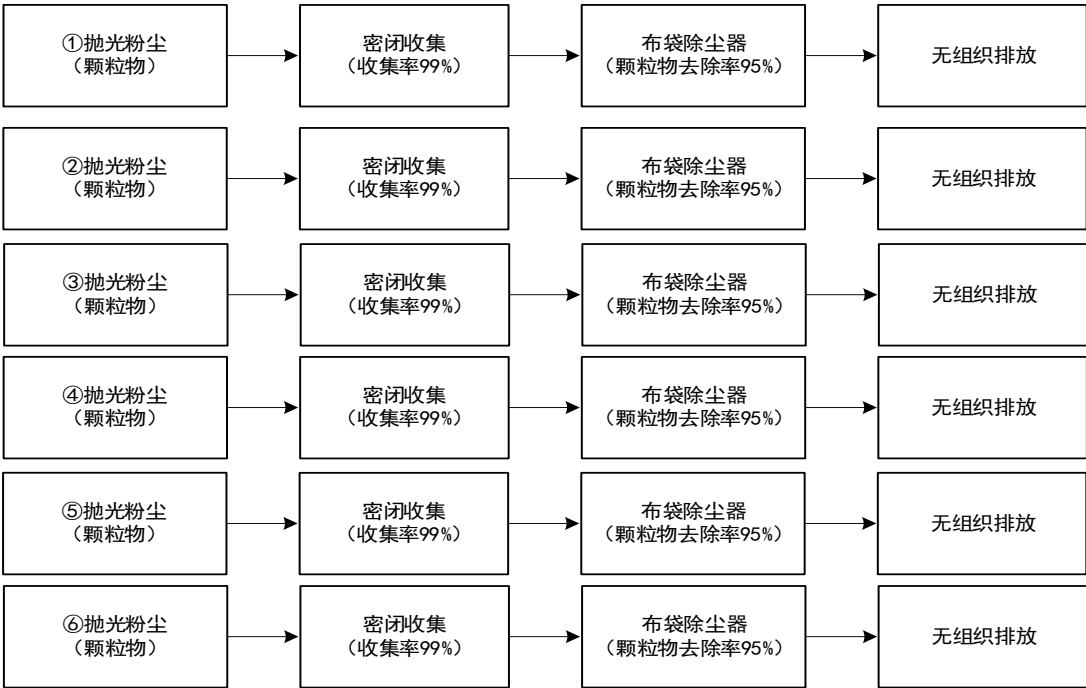 ①抛光粉尘
（颗粒物）
密闭收集
（收集率99%）
布袋除尘器
（颗粒物去除率95%）
无组织排放
②抛光粉尘
（颗粒物）
密闭收集
（收集率99%）
布袋除尘器
（颗粒物去除率95%）
无组织排放
③抛光粉尘
（颗粒物）
密闭收集
（收集率99%）
布袋除尘器
（颗粒物去除率95%）
无组织排放
④抛光粉尘
（颗粒物）
密闭收集
（收集率99%）
布袋除尘器
（颗粒物去除率95%）
无组织排放
⑤抛光粉尘
（颗粒物）
密闭收集
（收集率99%）
布袋除尘器
（颗粒物去除率95%）
无组织排放
⑥抛光粉尘
（颗粒物）
密闭收集
（收集率99%）
布袋除尘器
（颗粒物去除率95%）
无组织排放